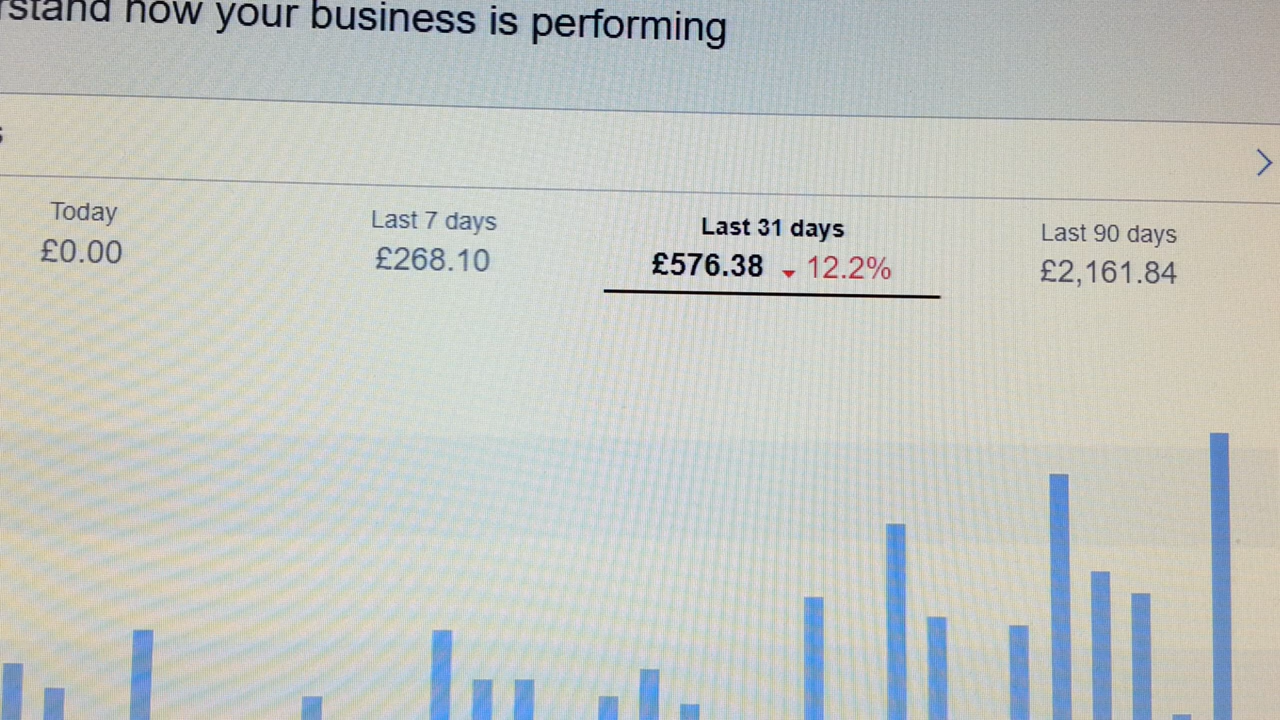 how your business is performing
Today
£0.00
Last 7 days
£268.10
Last 31 days
£576.38 12.2%
Last 90 days
£2,161.84